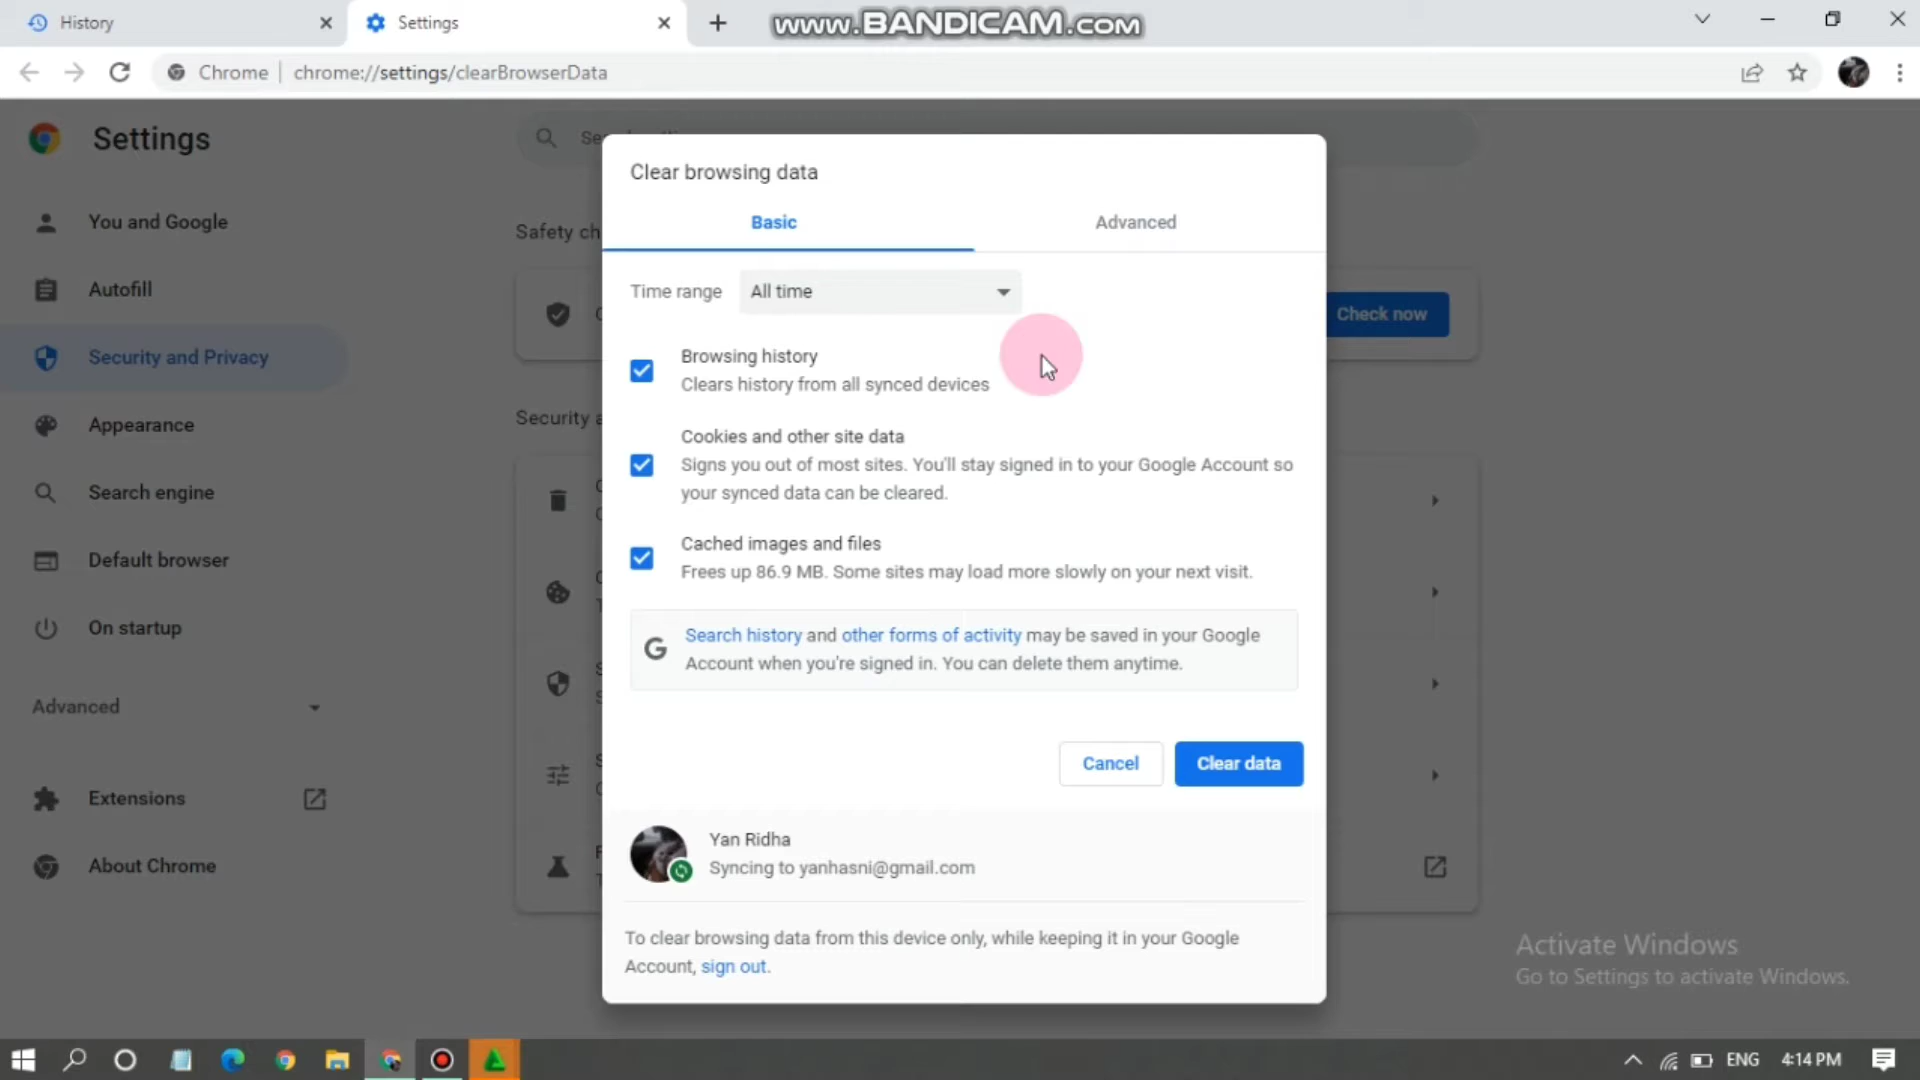 History
Settings
www.BANDICAM.com
Chrome
chrome://settings/clearBrowserData
Settings
You and Google
Autofill
Security and Privacy
Appearance
Search engine
Default browser
On startup
Advanced
Extensions
About Chrome
Safety ch
Check now
Security a
Clear browsing data
Basic
Advanced
Time range
All time
Browsing history
Clears history from all synced devices
Cookies and other site data
Signs you out of most sites. You'll stay signed in to your Google Account so
your synced data can be cleared.
Cached images and files
Frees up 86.9 MB. Some sites may load more slowly on your next visit.
Search history and other forms of activity may be saved in your Google
Account when you're signed in. You can delete them anytime.
Cancel
Clear data
Yan Ridha
Syncing to yanhasni@gmail.com
To clear browsing data from this device only, while keeping it in your Google
Account, sign out.
Activate Windows
Go to Settings to activate Windows.
ENG
4:14 PM